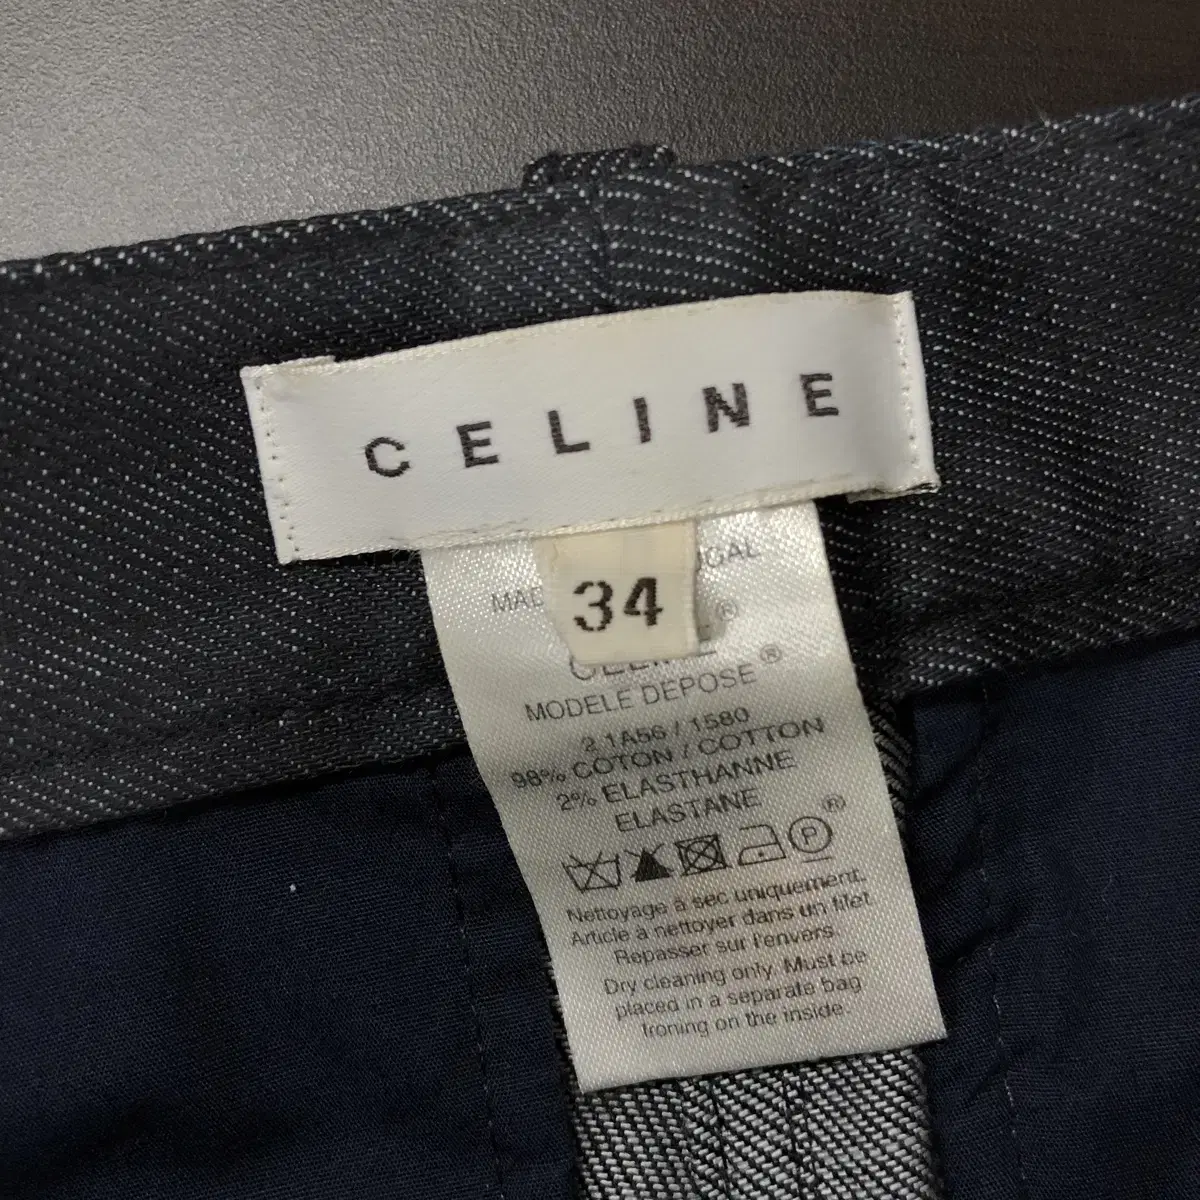 CELINE
34
MODELE DEPOSE®
2 1A56 / 1580
98% COTON / COTTON
2% ELASTHANNE
ELASTANE
P ®
Nettoyage à sec uniquement.
Article à nettoyer dans un filet
Repasser sur l'envers.
Dry cleaning only. Must be
placed in a separate bag
Ironing on the inside.